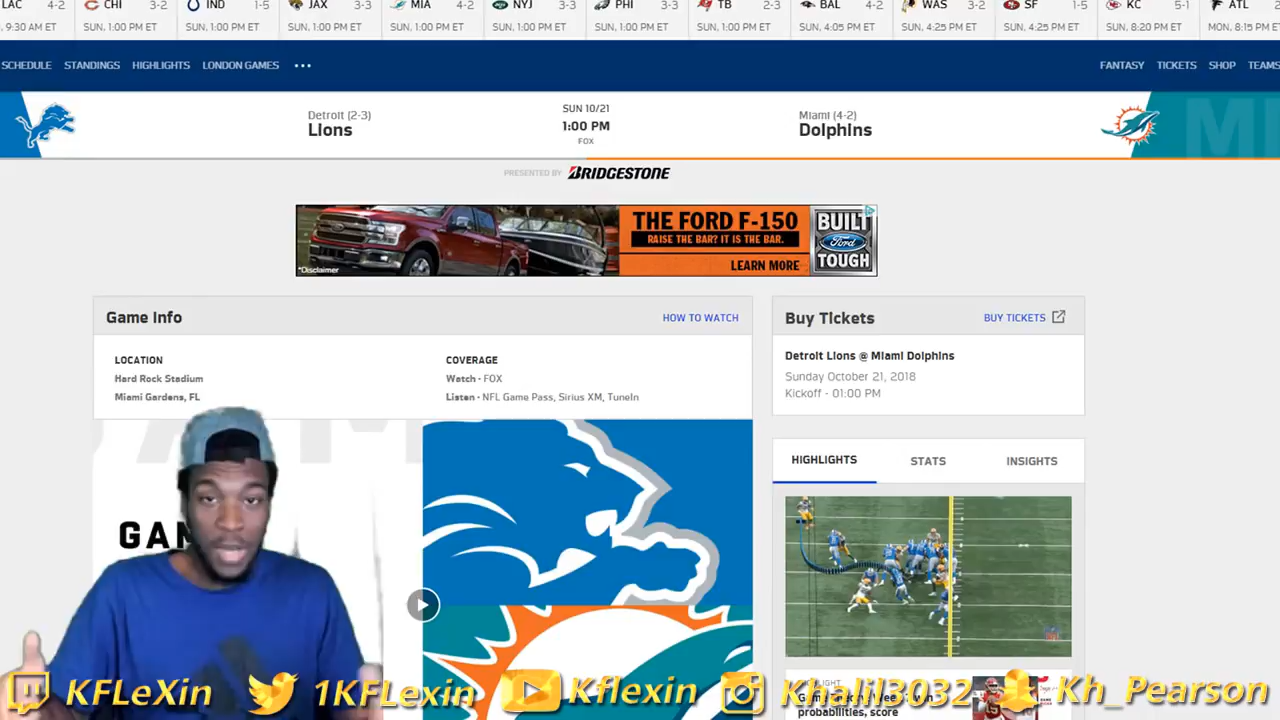 LAC 4-2 CHI 3-2 IND 1-5 JAX 3-3 MIA 4-2 NYJ 3-3 PHI 3-3 TB 2-3 BAL 4-2 WAS 3-2 SF 1-5 KC 5-1 ATL
, 9:30 AM ET SUN, 1:00 PM ET SUN, 1:00 PM ET SUN, 1:00 PM ET SUN, 1:00 PM ET SUN, 1:00 PM ET SUN, 1:00 PM ET SUN, 1:00 PM ET SUN, 4:05 PM ET SUN, 4:25 PM ET SUN, 4:25 PM ET SUN, 8:20 PM ET MON, 8:15 PM
SCHEDULE STANDINGS HIGHLIGHTS LONDON GAMES ••• FANTASY TICKETS SHOP TEAMS
Detroit (2-3)
Lions
SUN 10/21
1:00 PM
FOX
Miami (4-2)
Dolphins
MI
PRESENTED BY BRIDGESTONE
THE FORD F-150
RAISE THE BAR? IT IS THE BAR.
LEARN MORE
*Disclaimer
BUILT
Ford
TOUGH
Game Info HOW TO WATCH
LOCATION
Hard Rock Stadium
Miami Gardens, FL
COVERAGE
Watch - FOX
Listen - NFL Game Pass, Sirius XM, TuneIn
Buy Tickets BUY TICKETS
Detroit Lions @ Miami Dolphins
Sunday October 21, 2018
Kickoff - 01:00 PM
HIGHLIGHTS STATS INSIGHTS
GAM
probabilities, score
KFLeXin 1KFLexin Kflexin Khalil3032 Kh_Pearson